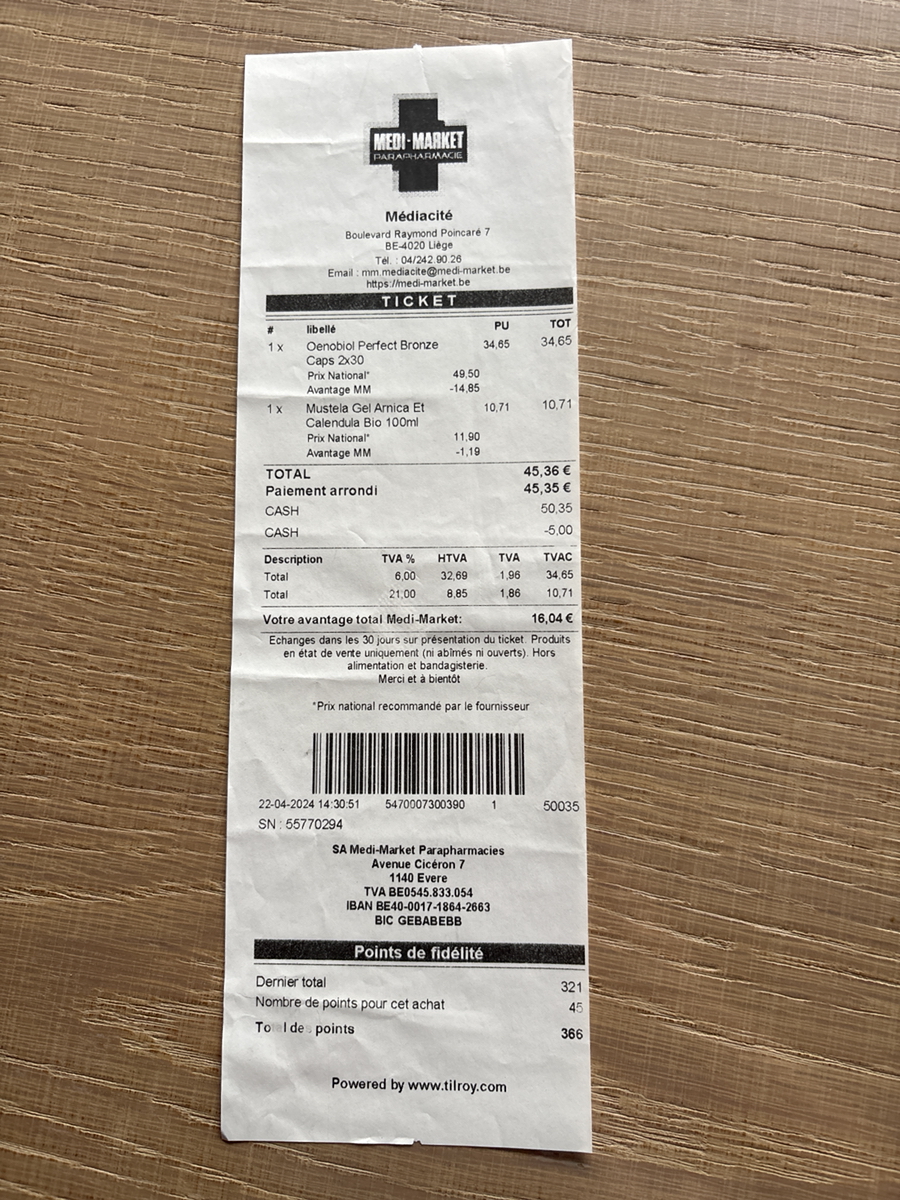 MEDI-MARKET
PARAPHARMACIE
Médiacité
Boulevard Raymond Poincaré 7
BE-4020 Liège
Tél. : 04/242.90.26
Email : mm.mediacite@medi-market.be
https://medi-market.be
TICKET
# libellé PU TOT
1 x Oenobiol Perfect Bronze 34,65 34,65
Caps 2x30
Prix National* 49,50
Avantage MM -14,85
1 x Mustela Gel Arnica Et 10,71 10,71
Calendula Bio 100ml
Prix National* 11,90
Avantage MM -1,19
TOTAL 45,36 €
Paiement arrondi 45,35 €
CASH 50,35
CASH -5,00
Description TVA % HTVA TVA TVAC
Total 6,00 32,69 1,96 34,65
Total 21,00 8,85 1,86 10,71
Votre avantage total Medi-Market: 16,04 €
Echanges dans les 30 jours sur présentation du ticket. Produits
en état de vente uniquement (ni abîmés ni ouverts). Hors
alimentation et bandagisterie.
Merci et à bientôt
*Prix national recommandé par le fournisseur
22-04-2024 14:30:51 5470007300390 1 50035
SN : 55770294
SA Medi-Market Parapharmacies
Avenue Cicéron 7
1140 Evere
TVA BE0545.833.054
IBAN BE40-0017-1864-2663
BIC GEBABEBB
Points de fidélité
Dernier total 321
Nombre de points pour cet achat 45
Total des points 366
Powered by www.tilroy.com